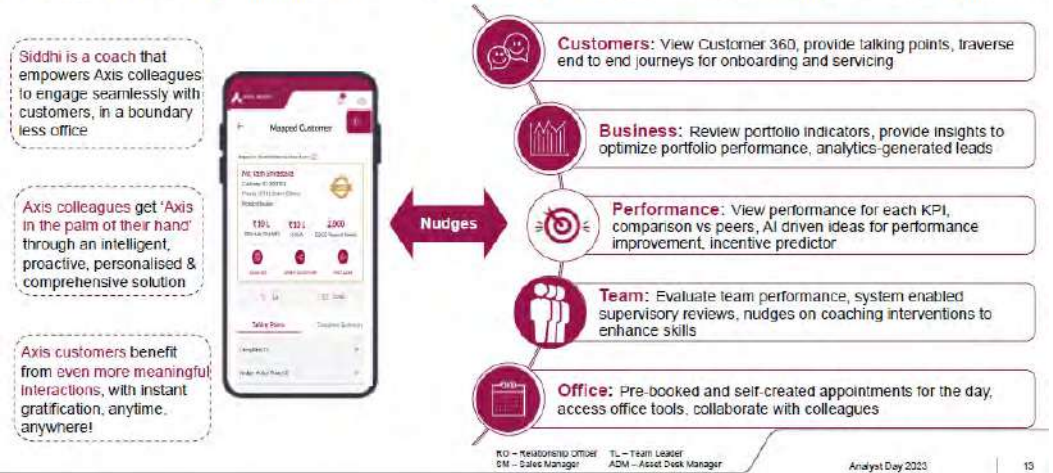 Siddhi is a coach that
empowers Axis colleagues
to engage seamlessly with
customers, in a boundary
less office
Axis colleagues get 'Axis
in the palm of their hand'
through an intelligent,
proactive, personalised &
comprehensive solution
Axis customers benefit
from even more meaningful
interactions, with instant
gratification, anytime,
anywhere!
Mapped Customer
₹10 L
₹10 L
2,000
Talking Points
Nudges
Customers: View Customer 360, provide talking points, traverse
end to end journeys for onboarding and servicing
Business: Review portfolio indicators, provide insights to
optimize portfolio performance, analytics-generated leads
Performance: View performance for each KPI,
comparison vs peers, AI driven ideas for performance
improvement, incentive predictor
Team: Evaluate team performance, system enabled
supervisory reviews, nudges on coaching interventions to
enhance skills
Office: Pre-booked and self-created appointments for the day,
access office tools, collaborate with colleagues
RO – Relationship Officer TL – Team Leader
SM – Sales Manager ADM – Asset Desk Manager
Analyst Day 2023
13